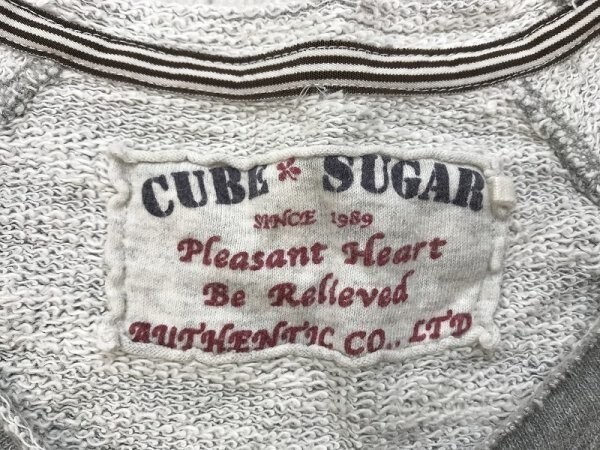 CUBE * SUGAR
SINCE 1989
Pleasant Heart
Be Relieved
AUTHENTIC CO., LTD